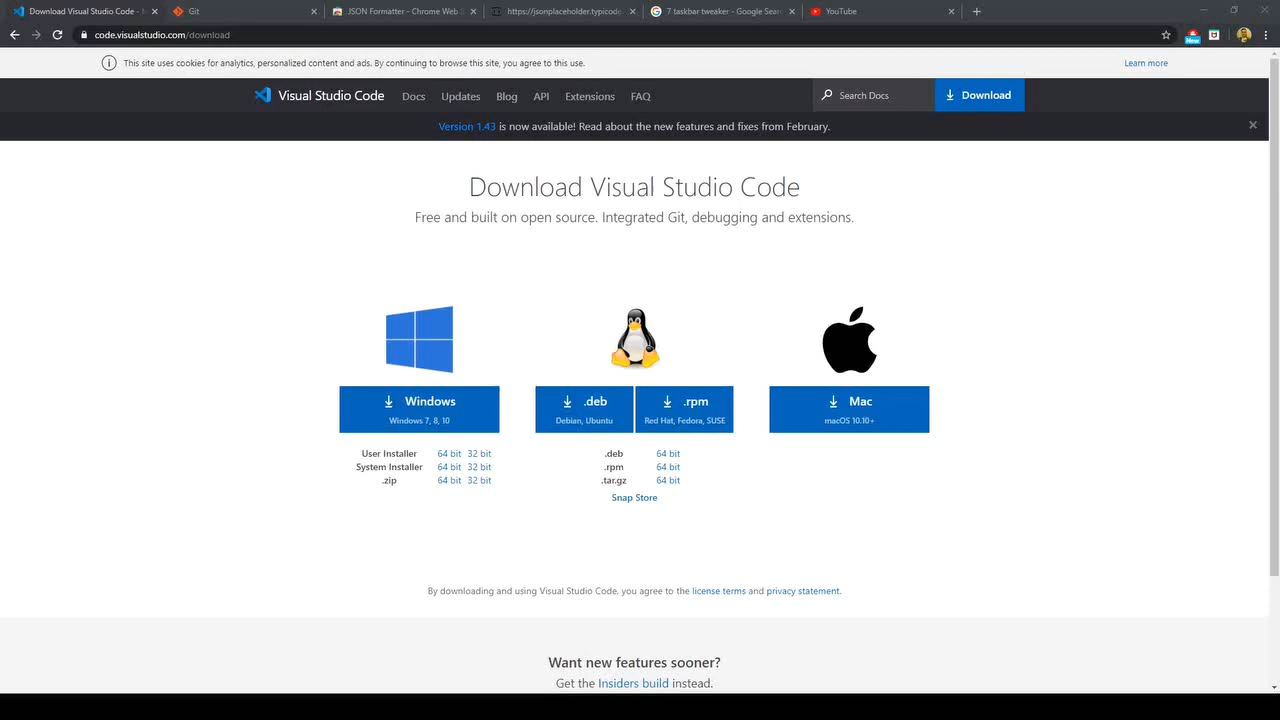 Download Visual Studio Code -
Git
JSON Formatter - Chrome Web S
https://jsonplaceholder.typicode.
7 taskbar tweaker - Google Sear
YouTube
code.visualstudio.com/download
New
This site uses cookies for analytics, personalized content and ads. By continuing to browse this site, you agree to this use.
Learn more
Visual Studio Code
Docs
Updates
Blog
API
Extensions
FAQ
Search Docs
Download
Version 1.43 is now available! Read about the new features and fixes from February.
Download Visual Studio Code
Free and built on open source. Integrated Git, debugging and extensions.
Windows
Windows 7, 8, 10
.deb
Debian, Ubuntu
.rpm
Red Hat, Fedora, SUSE
Mac
macOS 10.10+
User Installer 64 bit 32 bit
System Installer 64 bit 32 bit
.zip 64 bit 32 bit
.deb 64 bit
.rpm 64 bit
.tar.gz 64 bit
Snap Store
By downloading and using Visual Studio Code, you agree to the license terms and privacy statement.
Want new features sooner?
Get the Insiders build instead.